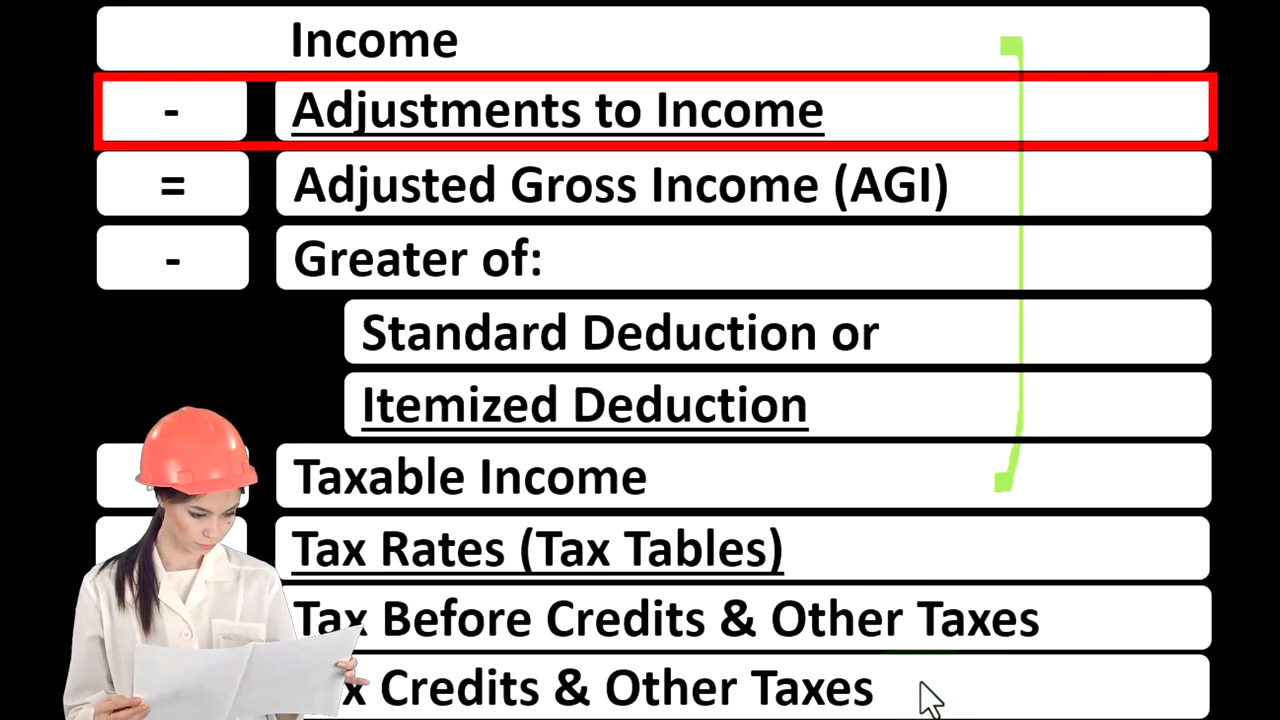 Income
- Adjustments to Income
= Adjusted Gross Income (AGI)
- Greater of:
Standard Deduction or
Itemized Deduction
Taxable Income
Tax Rates (Tax Tables)
Tax Before Credits & Other Taxes
x Credits & Other Taxes